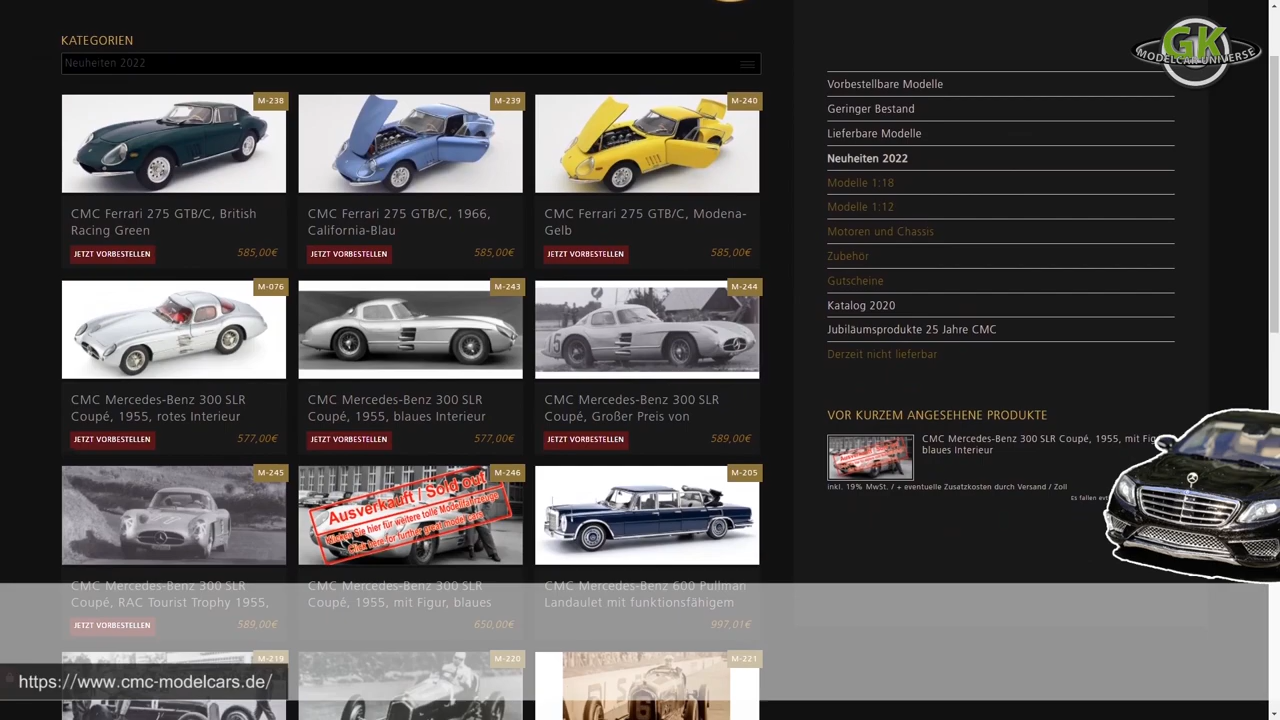 GK
MODELCAR-UNIVERSE
KATEGORIEN
Neuheiten 2022
M-238
M-239
M-240
CMC Ferrari 275 GTB/C, British
Racing Green
JETZT VORBESTELLEN
585,00€
CMC Ferrari 275 GTB/C, 1966,
California-Blau
JETZT VORBESTELLEN
585,00€
CMC Ferrari 275 GTB/C, Modena-
Gelb
JETZT VORBESTELLEN
585,00€
M-076
M-243
M-244
CMC Mercedes-Benz 300 SLR
Coupé, 1955, rotes Interieur
JETZT VORBESTELLEN
577,00€
CMC Mercedes-Benz 300 SLR
Coupé, 1955, blaues Interieur
JETZT VORBESTELLEN
577,00€
CMC Mercedes-Benz 300 SLR
Coupé, Großer Preis von
JETZT VORBESTELLEN
589,00€
M-245
M-246
M-205
Ausverkauft / Sold out
Klicken Sie hier für weitere tolle Modellfahrzeuge
Click here for further great model cars
CMC Mercedes-Benz 300 SLR
Coupé, RAC Tourist Trophy 1955,
JETZT VORBESTELLEN
589,00€
CMC Mercedes-Benz 300 SLR
Coupé, 1955, mit Figur, blaues
650,00€
CMC Mercedes-Benz 600 Pullman
Landaulet mit funktionsfähigem
997,01€
M-219
M-220
M-221
Vorbestellbare Modelle
Geringer Bestand
Lieferbare Modelle
Neuheiten 2022
Modelle 1:18
Modelle 1:12
Motoren und Chassis
Zubehör
Gutscheine
Katalog 2020
Jubiläumsprodukte 25 Jahre CMC
Derzeit nicht lieferbar
VOR KURZEM ANGESEHENE PRODUKTE
CMC Mercedes-Benz 300 SLR Coupé, 1955, mit
blaues Interieur
inkl. 19% MwSt. / + eventuelle Zusatzkosten durch Versand / Zoll
Es fallen
https://www.cmc-modelcars.de/